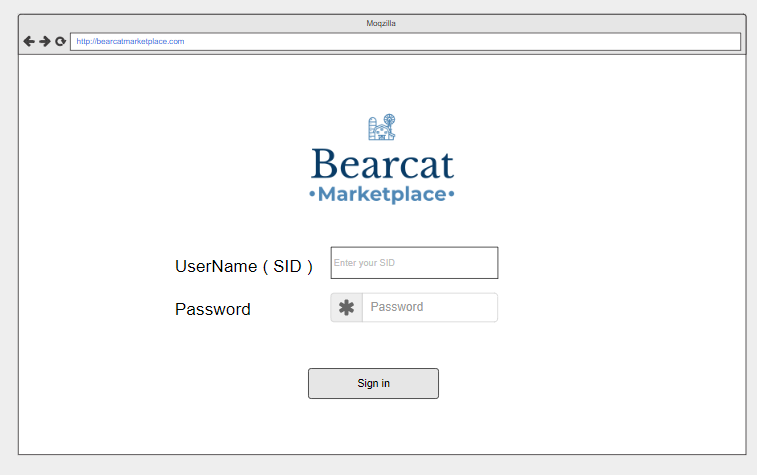 Moqzilla
http://bearcatmarketplace.com
Bearcat
•Marketplace•
UserName ( SID )
Enter your SID
Password
Password
Sign in